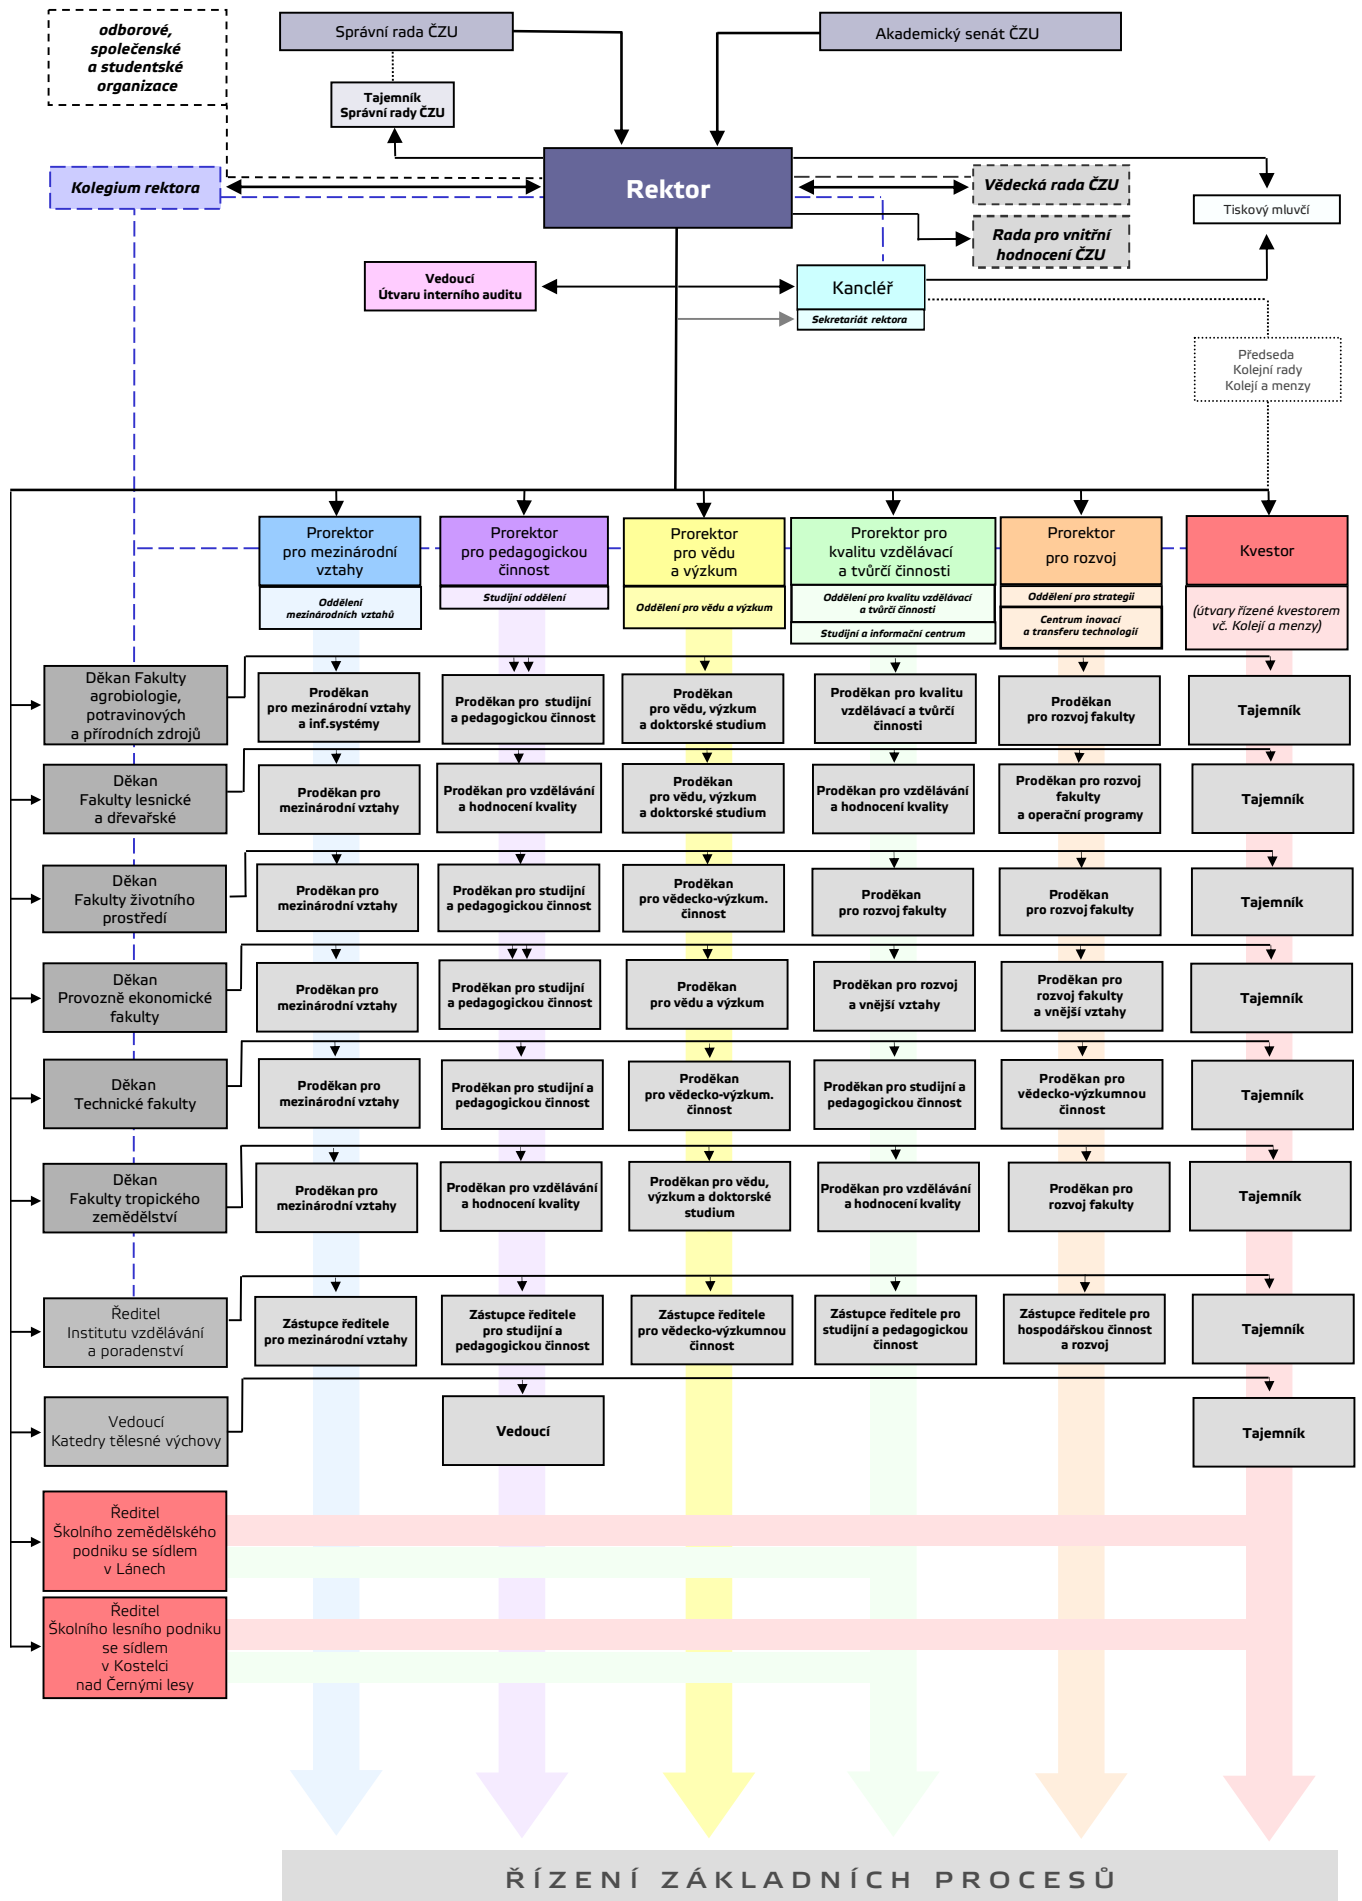 odborové,
společenské
a studentské
organizace
Správní rada ČZU
Akademický senát ČZU
Tajemník
Správní rady ČZU
Kolegium rektora
Rektor
Vědecká rada ČZU
Tiskový mluvčí
Rada pro vnitřní
hodnocení ČZU
Vedoucí
Útvaru interního auditu
Kancléř
Sekretariát rektora
Předseda
Kolejní rady
Kolejí a menzy
Prorektor
pro mezinárodní
vztahy
Oddělení
mezinárodních vztahů
Prorektor
pro pedagogickou
činnost
Studijní oddělení
Prorektor
pro vědu
a výzkum
Oddělení pro vědu a výzkum
Prorektor pro
kvalitu vzdělávací
a tvůrčí činnosti
Oddělení pro kvalitu vzdělávací
a tvůrčí činnosti
Studijní a informační centrum
Prorektor
pro rozvoj
Oddělení pro strategii
Centrum inovací
a transferu technologií
Kvestor
(útvary řízené kvestorem
vč. Kolejí a menzy)
Děkan Fakulty
agrobiologie,
potravinových
a přírodních zdrojů
Proděkan
pro mezinárodní vztahy
a inf.systémy
Proděkan pro studijní
a pedagogickou činnost
Proděkan
pro vědu, výzkum
a doktorské studium
Proděkan pro kvalitu
vzdělávací a tvůrčí
činnosti
Proděkan
pro rozvoj fakulty
Tajemník
Děkan
Fakulty lesnické
a dřevařské
Proděkan pro
mezinárodní vztahy
Proděkan pro vzdělávání
a hodnocení kvality
Proděkan
pro vědu, výzkum
a doktorské studium
Proděkan pro vzdělávání
a hodnocení kvality
Proděkan pro rozvoj
fakulty
a operační programy
Tajemník
Děkan
Fakulty životního
prostředí
Proděkan pro
mezinárodní vztahy
Proděkan pro studijní
a pedagogickou činnost
Proděkan
pro vědecko-výzkum.
činnost
Proděkan
pro rozvoj fakulty
Proděkan
pro rozvoj fakulty
Tajemník
Děkan
Provozně ekonomické
fakulty
Proděkan pro
mezinárodní vztahy
Proděkan pro studijní
a pedagogickou činnost
Proděkan
pro vědu a výzkum
Proděkan pro rozvoj
a vnější vztahy
Proděkan pro
rozvoj fakulty
a vnější vztahy
Tajemník
Děkan
Technické fakulty
Proděkan pro
mezinárodní vztahy
Proděkan pro studijní a
pedagogickou činnost
Proděkan
pro vědecko-výzkum.
činnost
Proděkan pro studijní a
pedagogickou činnost
Proděkan pro
vědecko-výzkumnou
činnost
Tajemník
Děkan
Fakulty tropického
zemědělství
Proděkan pro
mezinárodní vztahy
Proděkan pro vzdělávání
a hodnocení kvality
Proděkan pro vědu,
výzkum a doktorské
studium
Proděkan pro vzdělávání
a hodnocení kvality
Proděkan pro
rozvoj fakulty
Tajemník
Ředitel
Institutu vzdělávání
a poradenství
Zástupce ředitele
pro mezinárodní vztahy
Zástupce ředitele
pro studijní a
pedagogickou činnost
Zástupce ředitele
pro vědecko-výzkumnou
činnost
Zástupce ředitele pro
studijní a pedagogickou
činnost
Zástupce ředitele pro
hospodářskou činnost
a rozvoj
Tajemník
Vedoucí
Katedry tělesné výchovy
Vedoucí
Tajemník
Ředitel
Školního zemědělského
podniku se sídlem
v Lánech
Ředitel
Školního lesního podniku
se sídlem
v Kostelci
nad Černými lesy
ŘÍZENÍ ZÁKLADNÍCH PROCESŮ